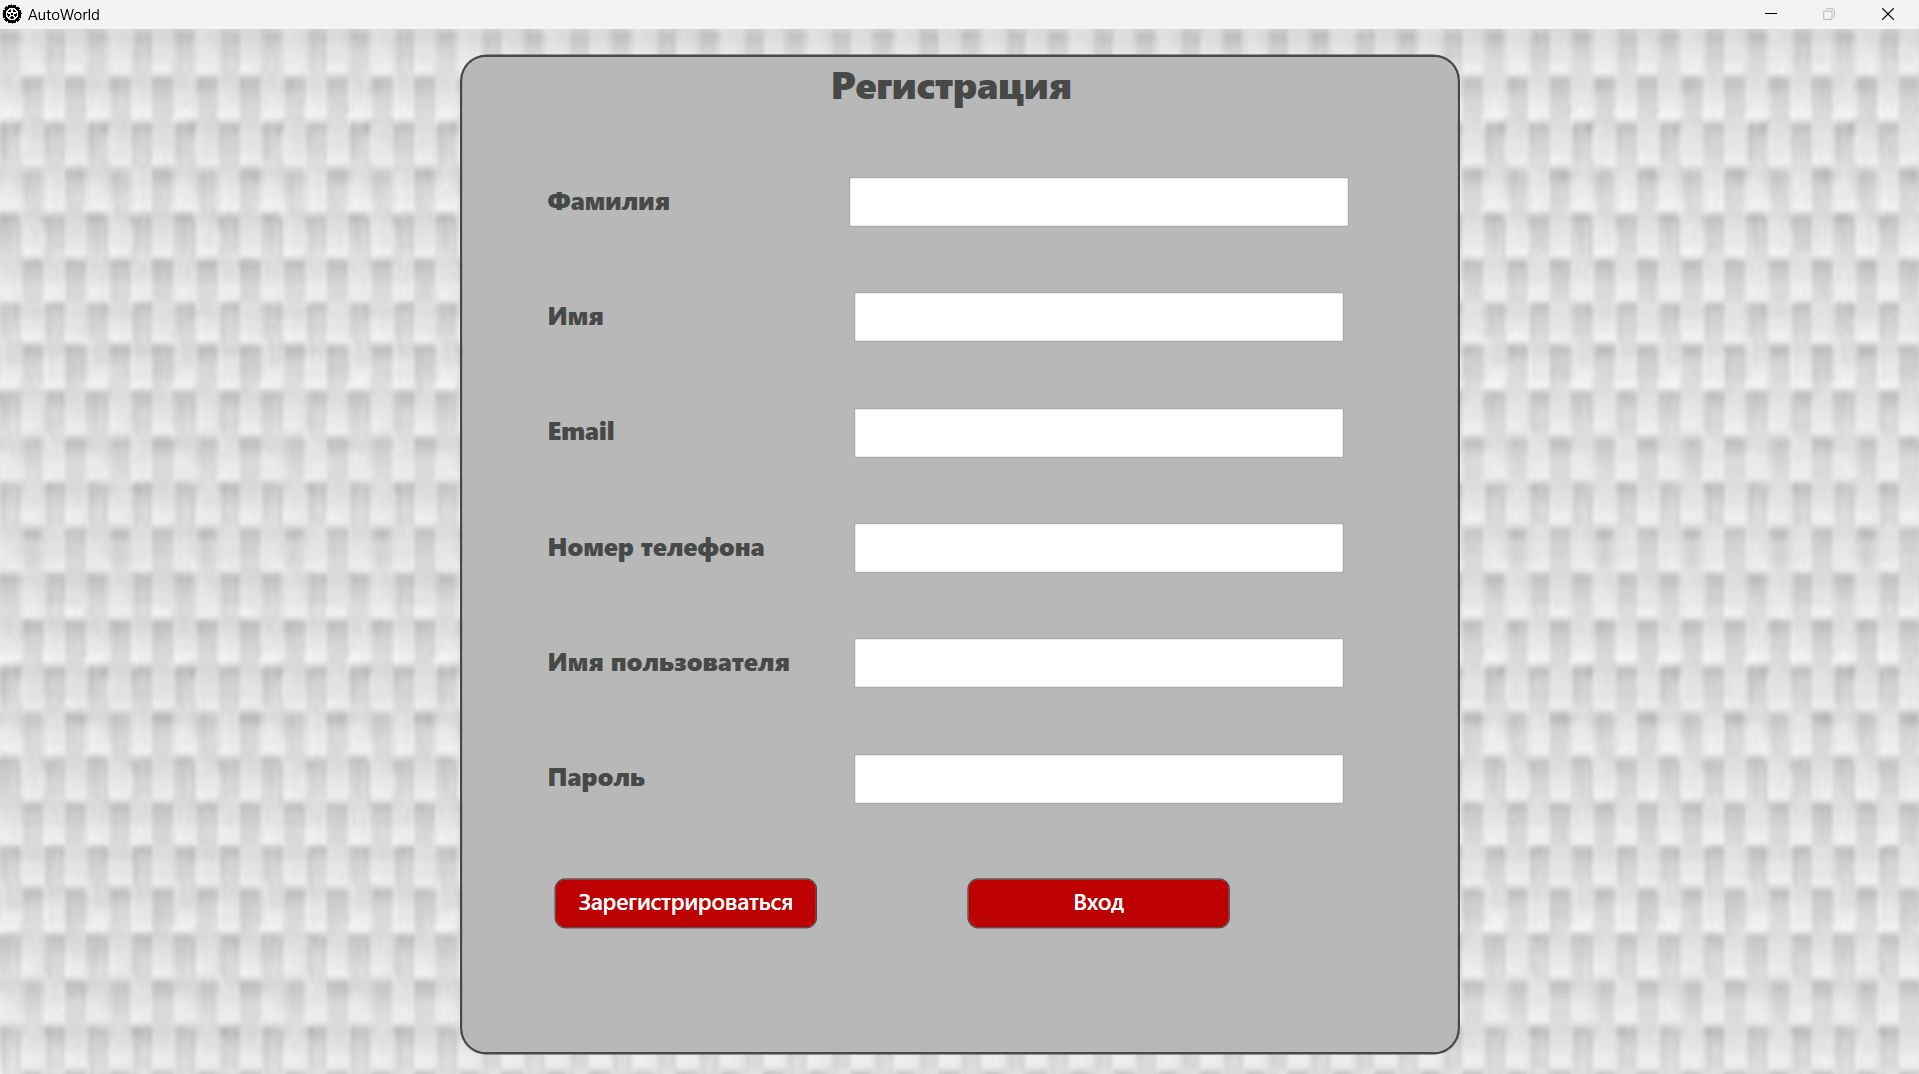 AutoWorld
Регистрация
Фамилия
Имя
Email
Номер телефона
Имя пользователя
Пароль
Зарегистрироваться
Вход